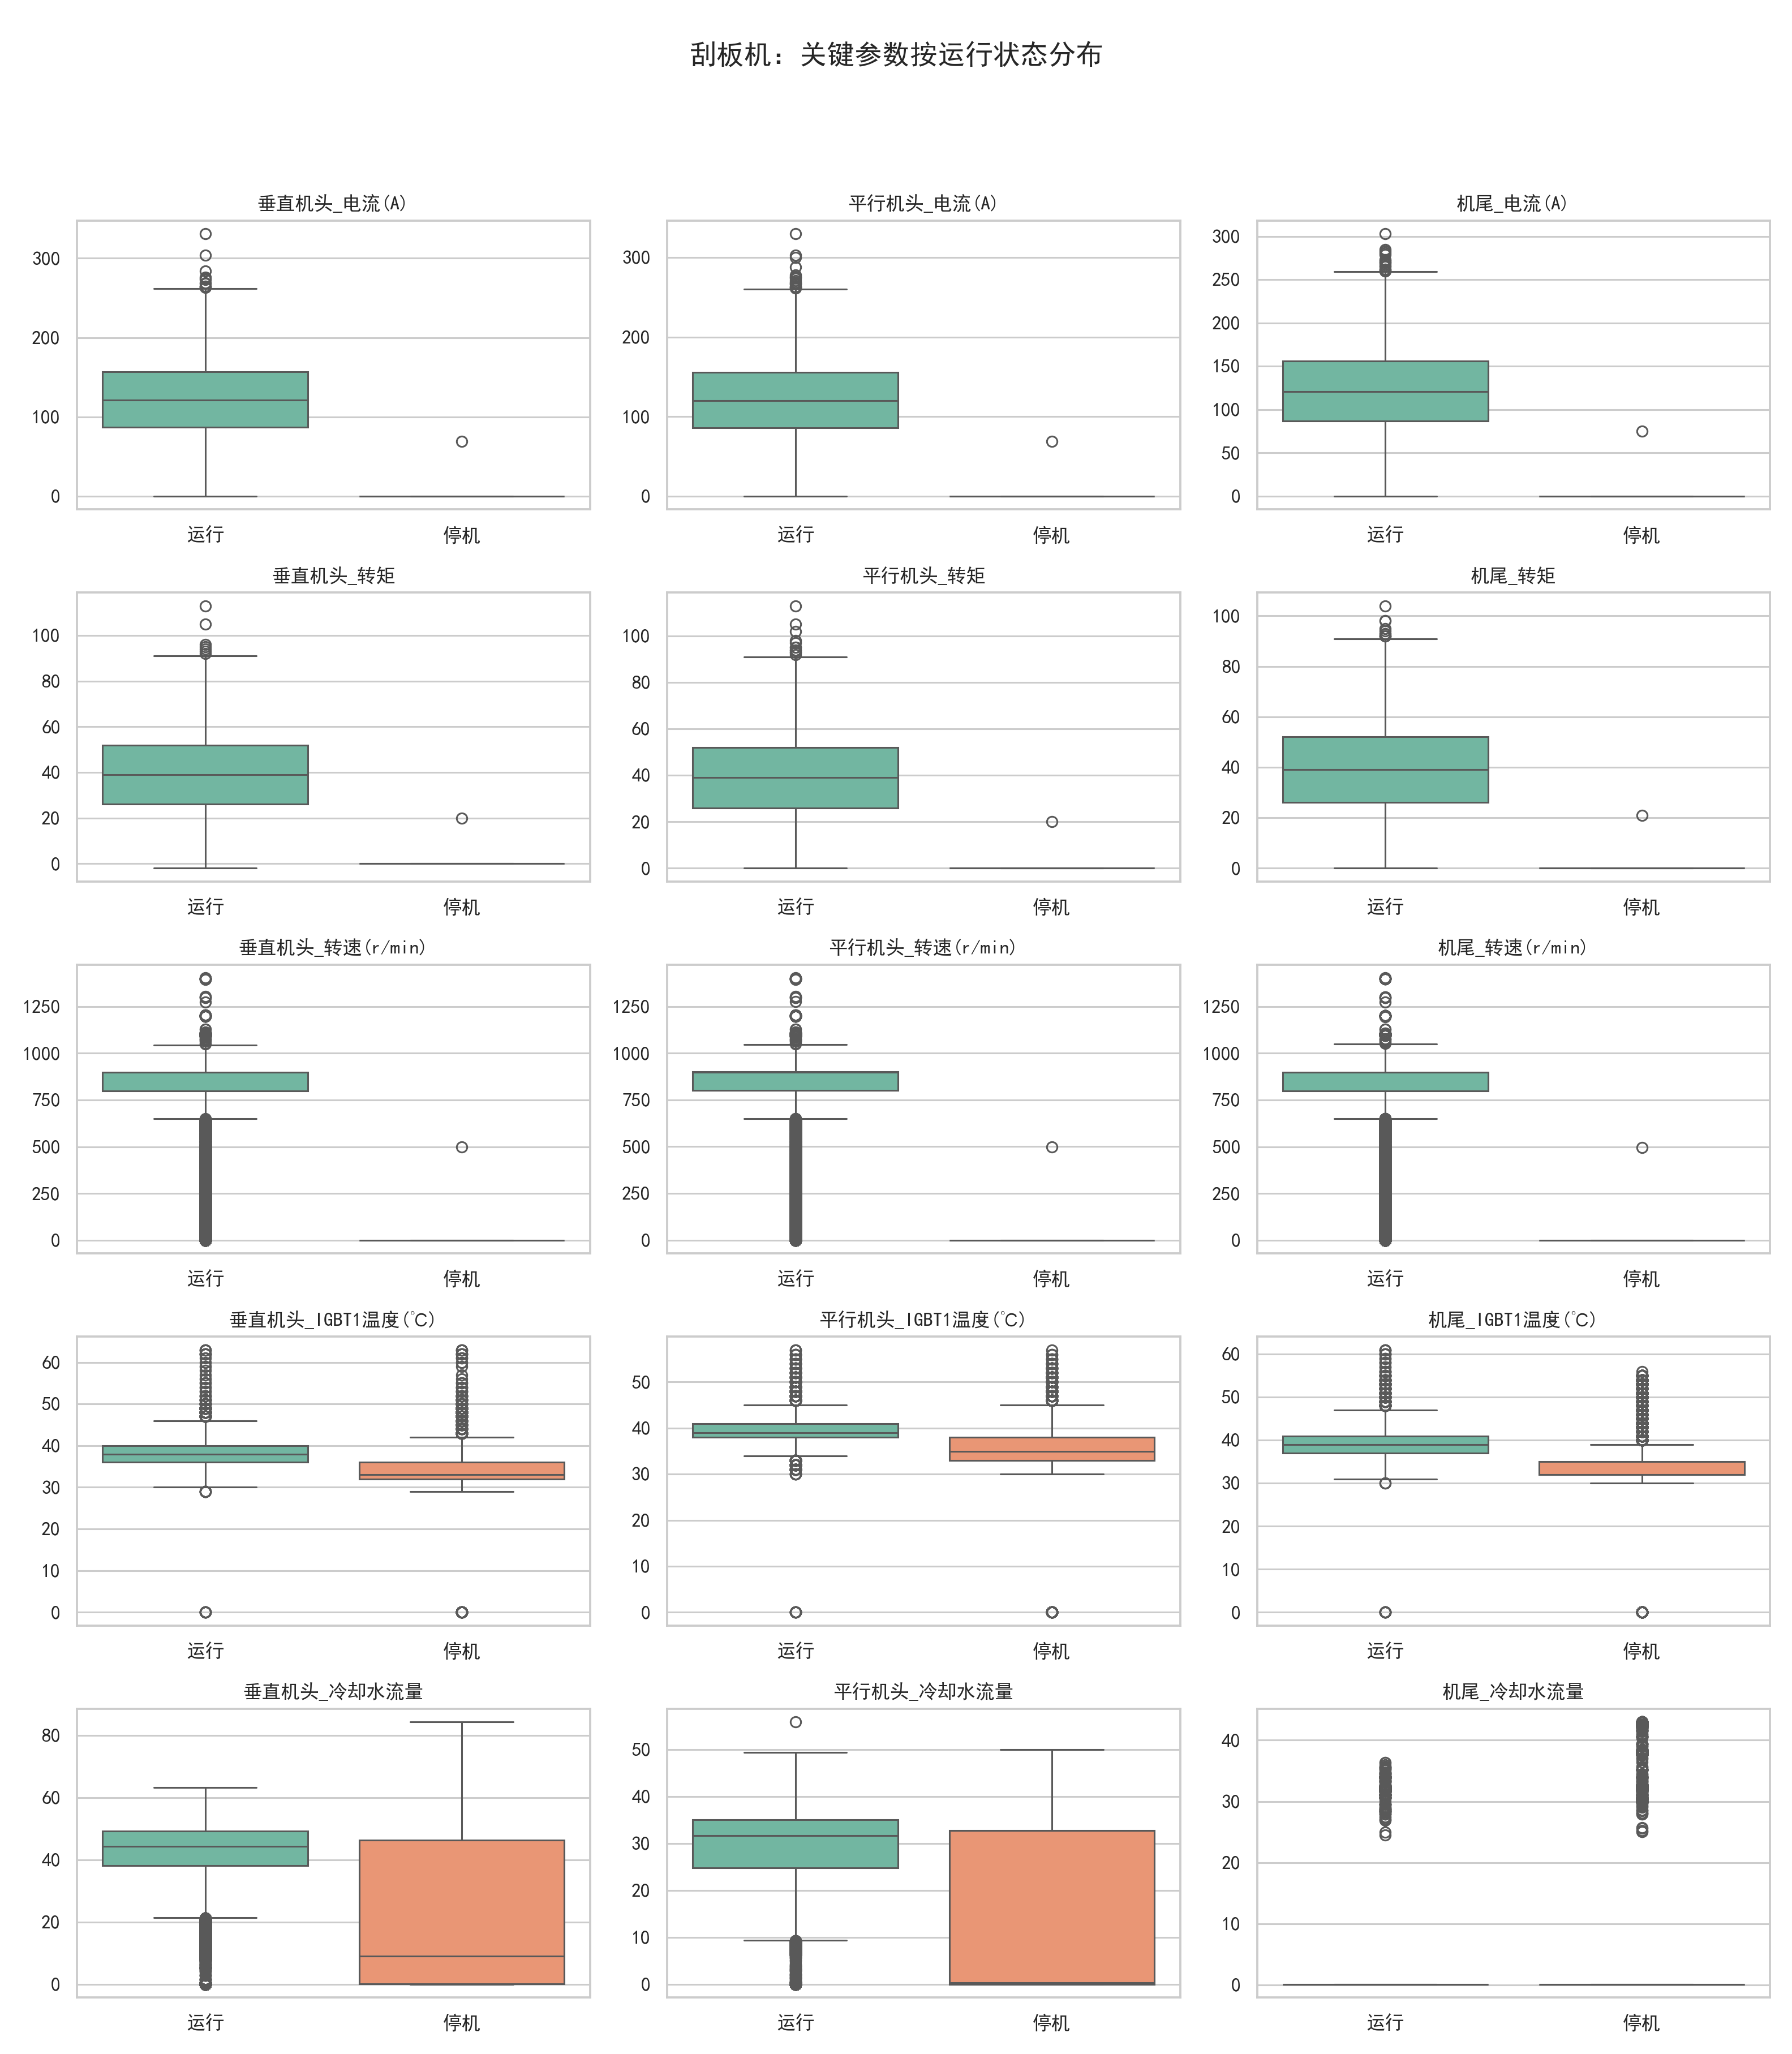 刮板机：关键参数按运行状态分布
垂直机头_电流(A)
平行机头_电流(A)
机尾_电流(A)
300
200
100
0
运行
停机
300
200
100
0
运行
停机
300
250
200
150
100
50
0
运行
停机
垂直机头_转矩
平行机头_转矩
机尾_转矩
100
80
60
40
20
0
运行
停机
100
80
60
40
20
0
运行
停机
100
80
60
40
20
0
运行
停机
垂直机头_转速(r/min)
平行机头_转速(r/min)
机尾_转速(r/min)
1250
1000
750
500
250
0
运行
停机
1250
1000
750
500
250
0
运行
停机
1250
1000
750
500
250
0
运行
停机
垂直机头_IGBT1温度(℃)
平行机头_IGBT1温度(℃)
机尾_IGBT1温度(℃)
60
50
40
30
20
10
0
运行
停机
50
40
30
20
10
0
运行
停机
60
50
40
30
20
10
0
运行
停机
垂直机头_冷却水流量
平行机头_冷却水流量
机尾_冷却水流量
80
60
40
20
0
运行
停机
50
40
30
20
10
0
运行
停机
40
30
20
10
0
运行
停机